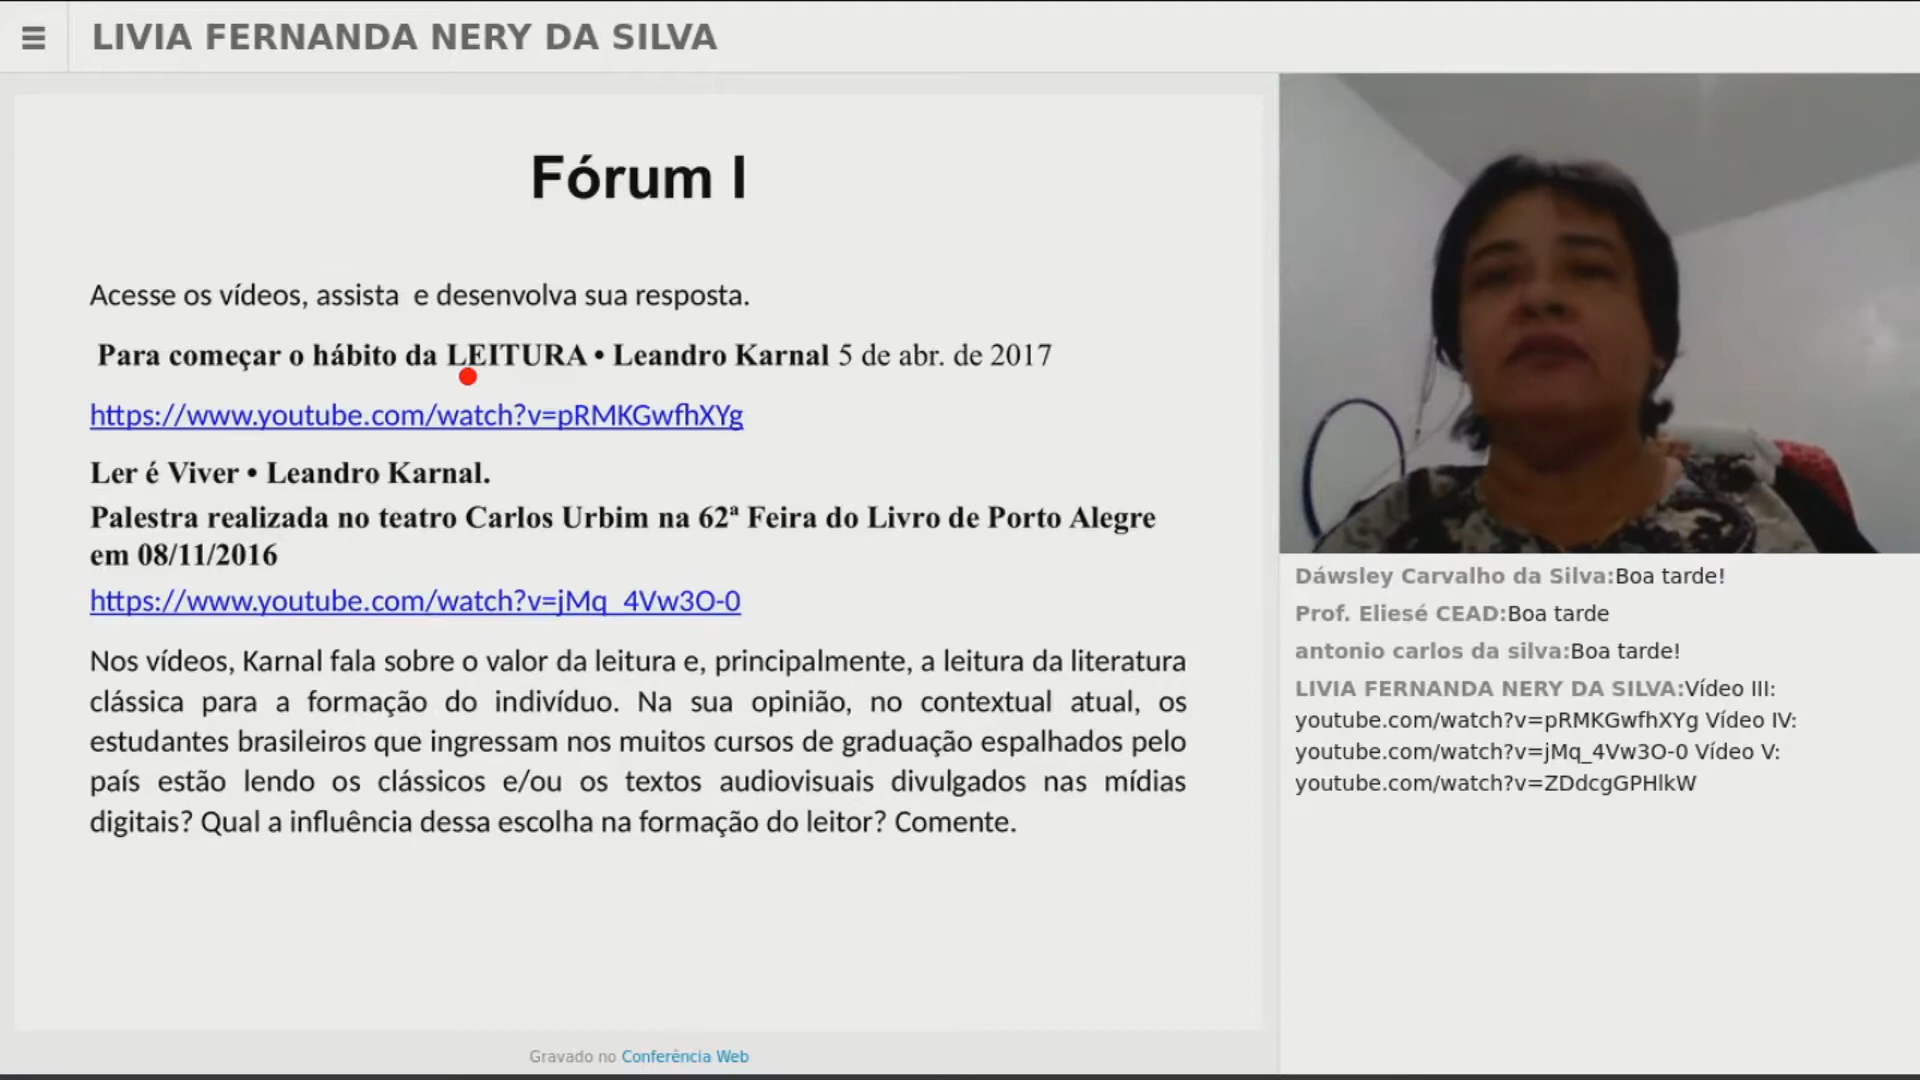 LIVIA FERNANDA NERY DA SILVA
Fórum I
Acesse os vídeos, assista  e desenvolva sua resposta.
Para começar o hábito da LEITURA • Leandro Karnal 5 de abr. de 2017
https://www.youtube.com/watch?v=pRMKGwfhXYg
Ler é Viver • Leandro Karnal.
Palestra realizada no teatro Carlos Urbim na 62ª Feira do Livro de Porto Alegre
em 08/11/2016
https://www.youtube.com/watch?v=jMq_4Vw3O-0
Nos vídeos, Karnal fala sobre o valor da leitura e, principalmente, a leitura da literatura
clássica para a formação do indivíduo. Na sua opinião, no contextual atual, os
estudantes brasileiros que ingressam nos muitos cursos de graduação espalhados pelo
país estão lendo os clássicos e/ou os textos audiovisuais divulgados nas mídias
digitais? Qual a influência dessa escolha na formação do leitor? Comente.
Gravado no Conferência Web
Dáwsley Carvalho da Silva:Boa tarde!
Prof. Eliesé CEAD:Boa tarde
antonio carlos da silva:Boa tarde!
LIVIA FERNANDA NERY DA SILVA:Vídeo III:
youtube.com/watch?v=pRMKGwfhXYg Vídeo IV:
youtube.com/watch?v=jMq_4Vw3O-0 Vídeo V:
youtube.com/watch?v=ZDdcgGPHlkW